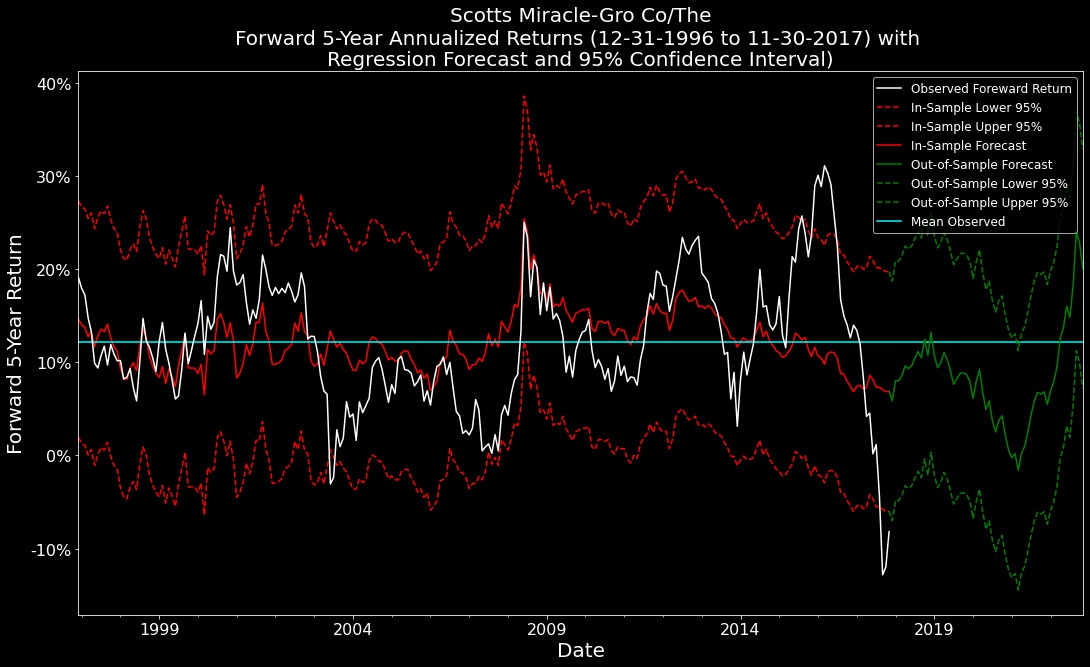 Scotts Miracle-Gro Co/The
Forward 5-Year Annualized Returns (12-31-1996 to 11-30-2017) with
Regression Forecast and 95% Confidence Interval)
40%
30%
20%
10%
0%
-10%
Forward 5-Year Return
Observed Foreward Return
In-Sample Lower 95%
In-Sample Upper 95%
In-Sample Forecast
Out-of-Sample Forecast
Out-of-Sample Lower 95%
Out-of-Sample Upper 95%
Mean Observed
1999
2004
2009
2014
2019
Date